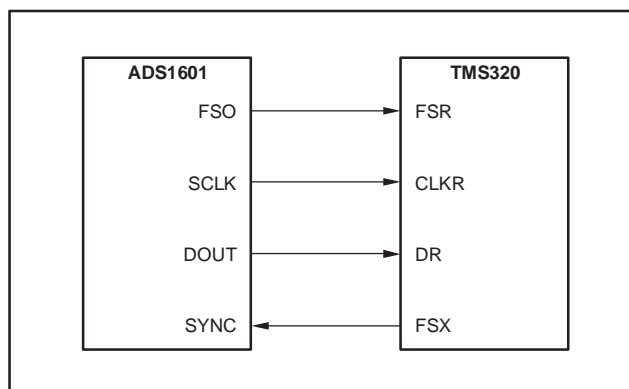 ADS1601 TMS320
FSO FSR
SCLK CLKR
DOUT DR
SYNC FSX